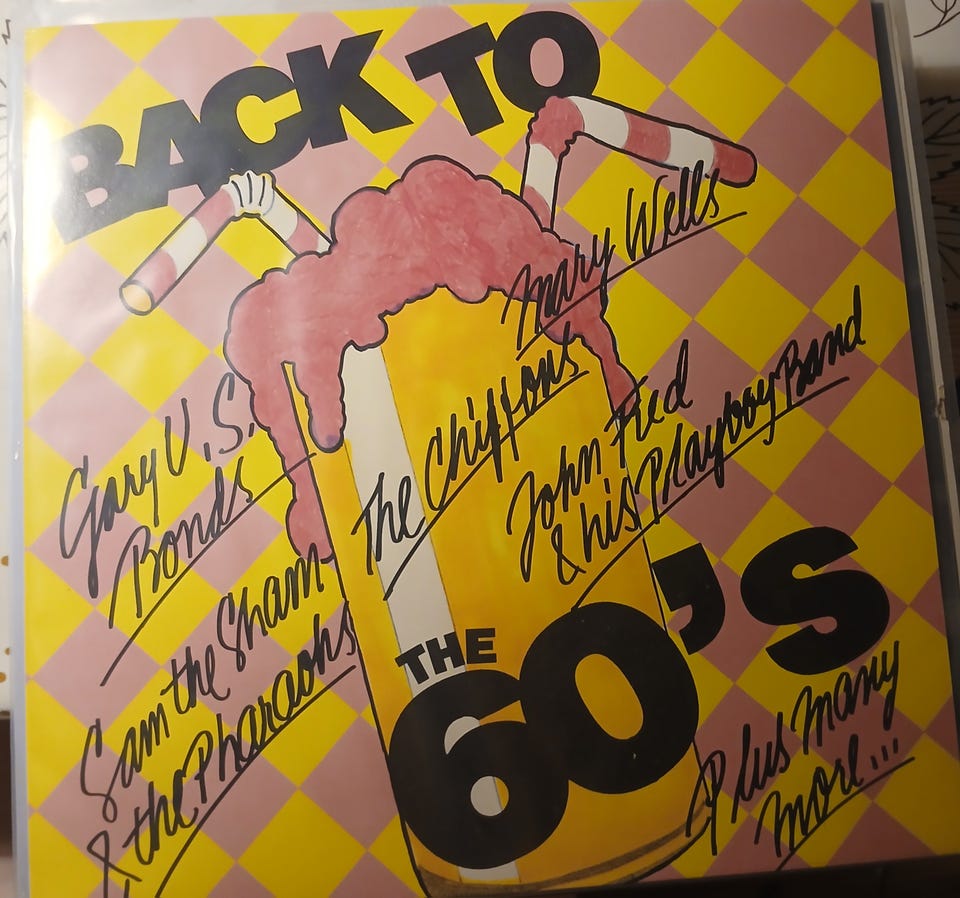 BACK TO
Mary Wells
The Chiffons
John Fred
& his Playboy Band
Gary U.S.
Bonds
Sam the Sham
& the Pharaohs
THE
60'S
Plus Many
more...